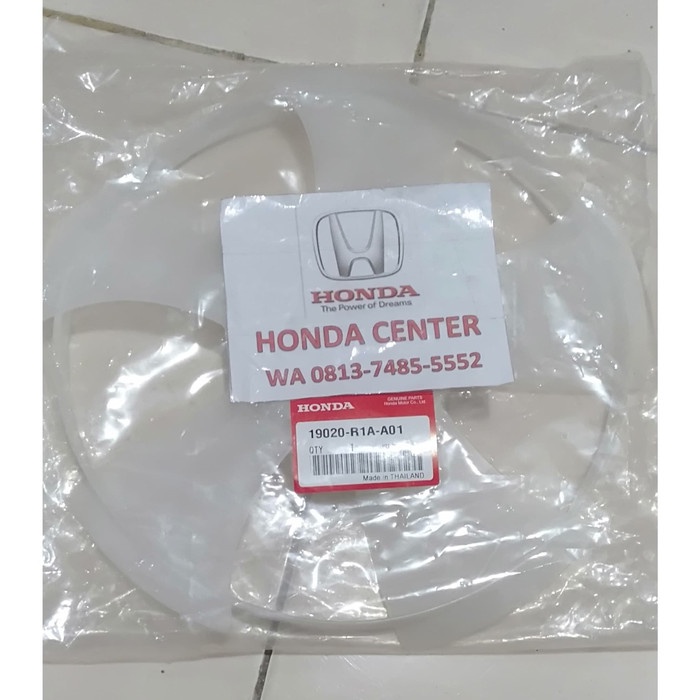 HONDA
The Power of Dreams
HONDA CENTER
WA 0813-7485-5552
HONDA
GENUINE PARTS
Honda Motor Co., Ltd.
19020-R1A-A01
QTY 1
Made in THAILAND